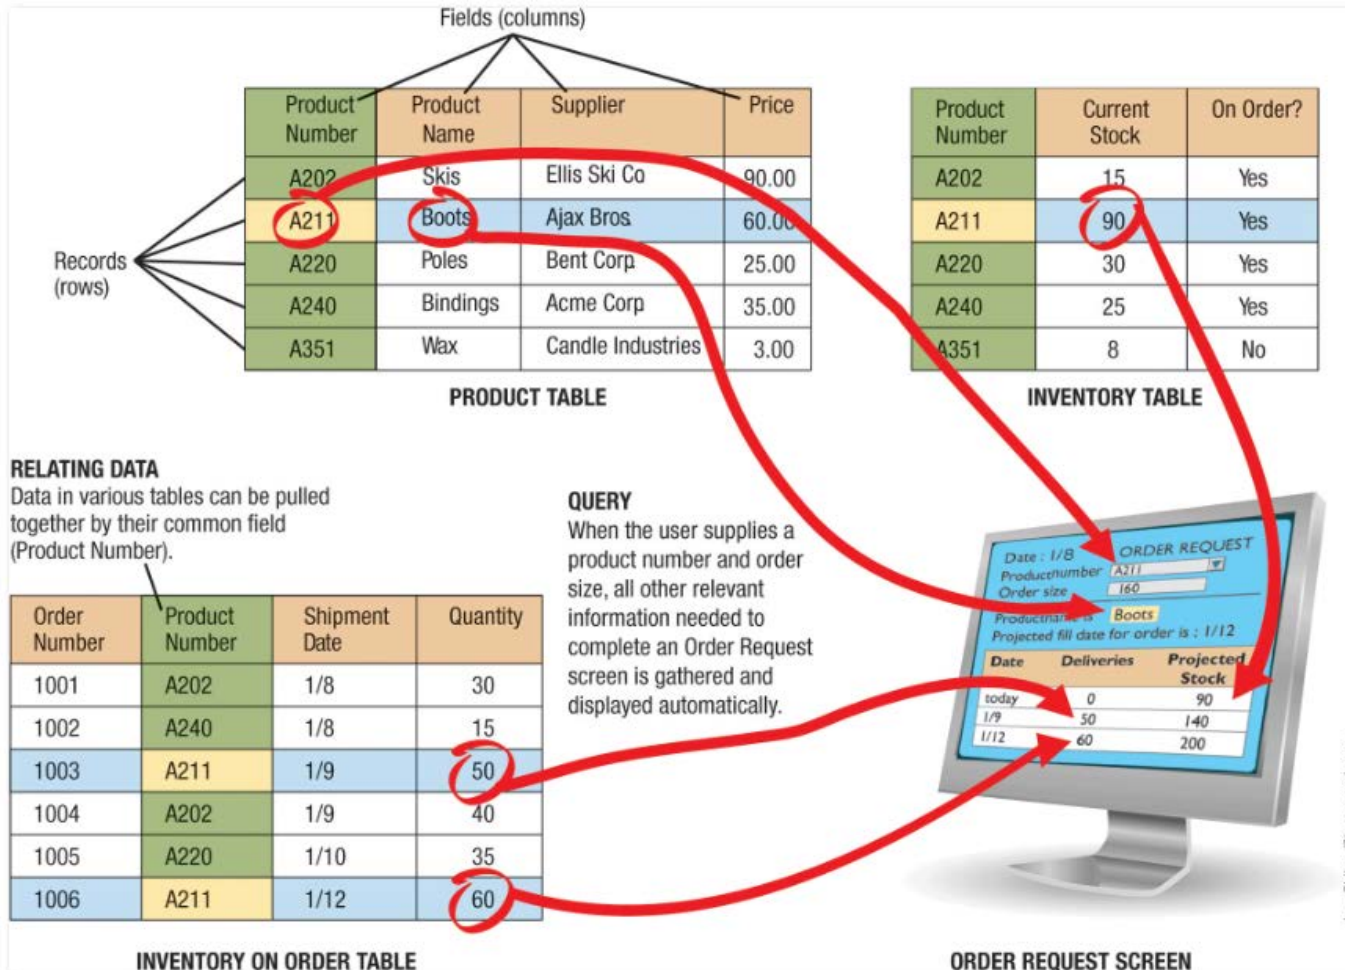 Fields (columns)
Product Number Product Name Supplier Price
A202 Skis Ellis Ski Co 90.00
A211 Boots Ajax Bros. 60.00
A220 Poles Bent Corp. 25.00
A240 Bindings Acme Corp. 35.00
A351 Wax Candle Industries 3.00
Records
(rows)
PRODUCT TABLE
Product Number Current Stock On Order?
A202 15 Yes
A211 90 Yes
A220 30 Yes
A240 25 Yes
A351 8 No
INVENTORY TABLE
RELATING DATA
Data in various tables can be pulled
together by their common field
(Product Number).
Order Number Product Number Shipment Date Quantity
1001 A202 1/8 30
1002 A240 1/8 15
1003 A211 1/9 50
1004 A202 1/9 40
1005 A220 1/10 35
1006 A211 1/12 60
INVENTORY ON ORDER TABLE
QUERY
When the user supplies a
product number and order
size, all other relevant
information needed to
complete an Order Request
screen is gathered and
displayed automatically.
Date : 1/8 ORDER REQUEST
Productnumber A211
Order size 160
Productname is Boots
Projected fill date for order is : 1/12
Date Deliveries Projected Stock
today 0 90
1/9 50 140
1/12 60 200
ORDER REQUEST SCREEN